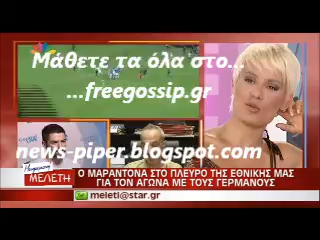 Μάθετε τα όλα στο...
...freegossip.gr
news-piper.blogspot.com
ΜΕΛΕΤΗ
Ο ΜΑΡΑΝΤΟΝΑ ΣΤΟ ΠΛΕΥΡΟ ΤΗΣ ΕΘΝΙΚΗΣ ΜΑΣ
ΓΙΑ ΤΟΝ ΑΓΩΝΑ ΜΕ ΤΟΥΣ ΓΕΡΜΑΝΟΥΣ
meleti@star.gr